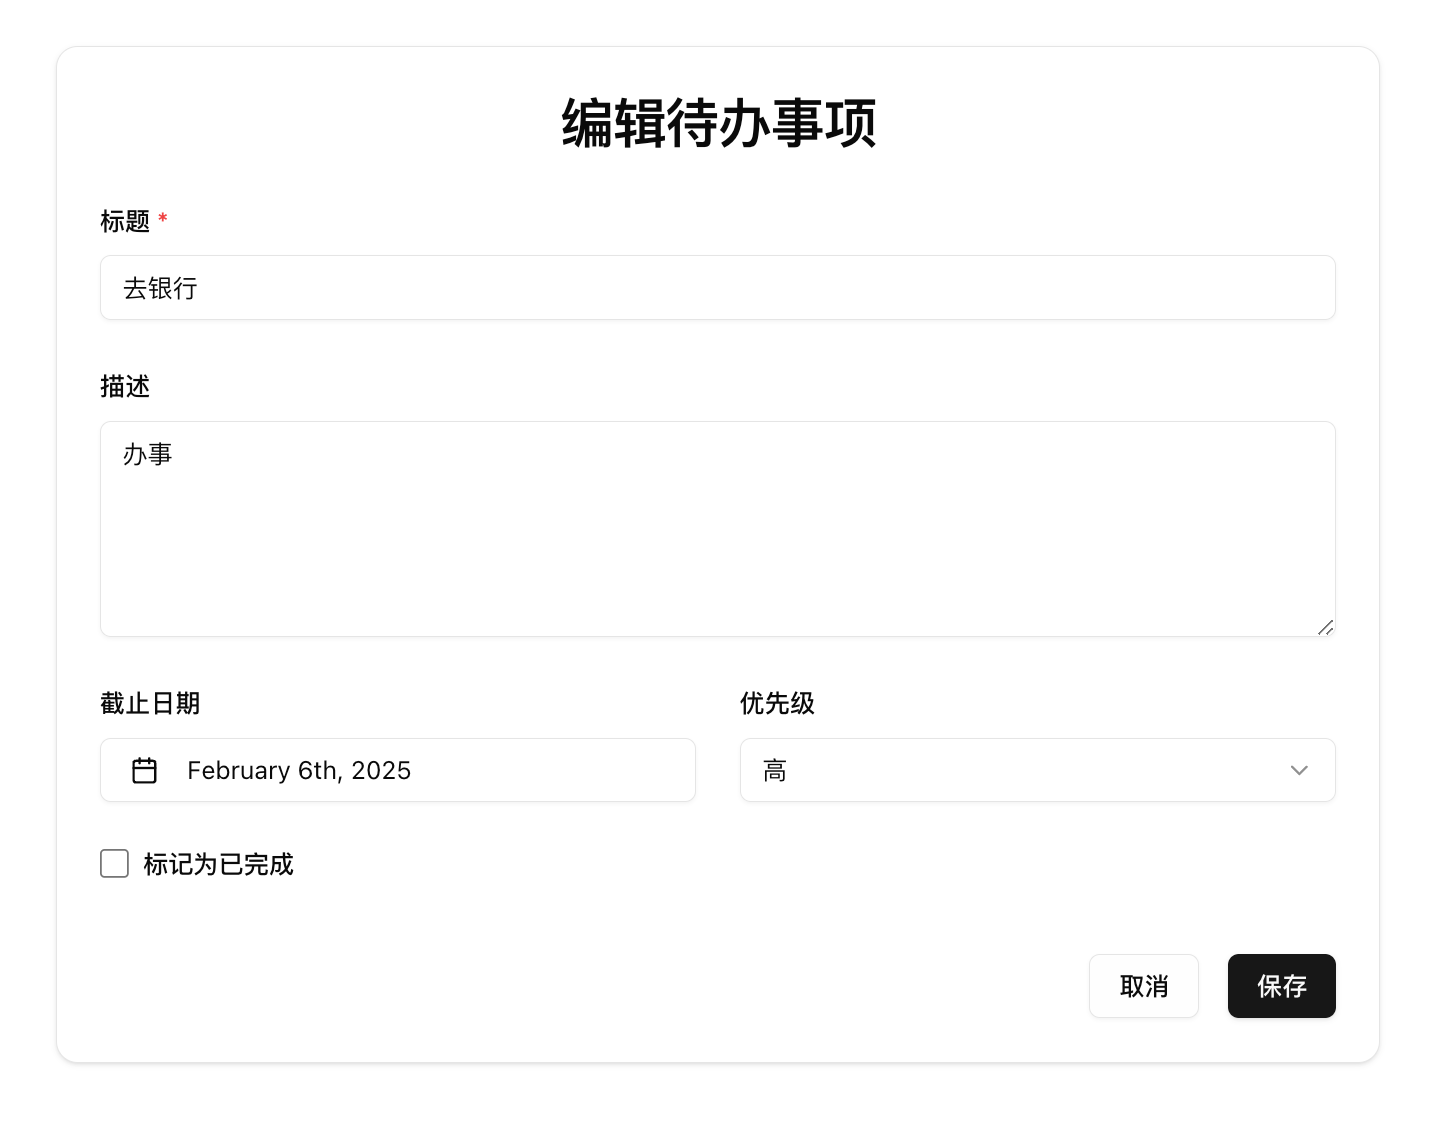 编辑待办事项
标题 *
去银行
描述
办事
截止日期
优先级
February 6th, 2025
高
标记为已完成
取消
保存